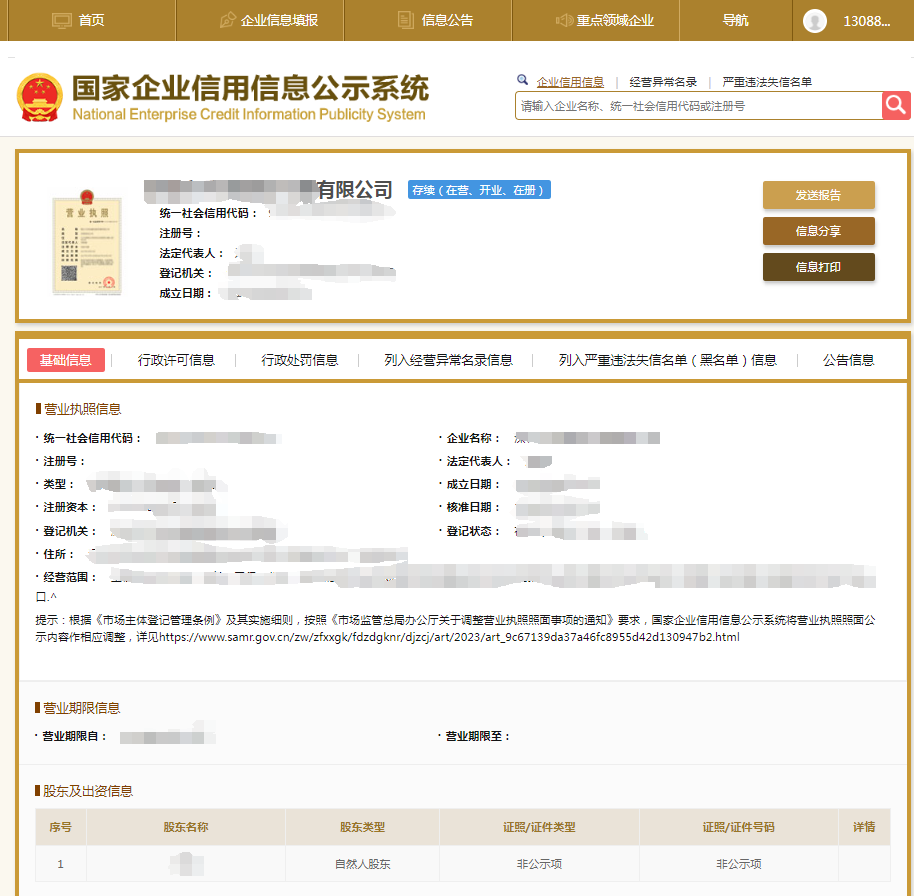 首页 企业信息填报 信息公告 重点领域企业 导航 13088...
国家企业信用信息公示系统
National Enterprise Credit Information Publicity System
企业信用信息 | 经营异常名录 | 严重违法失信名单
请输入企业名称、统一社会信用代码或注册号
有限公司 存续（在营、开业、在册）
统一社会信用代码：
注册号：
法定代表人：
登记机关：
成立日期：
营业执照
发送报告
信息分享
信息打印
基础信息 行政许可信息 行政处罚信息 列入经营异常名录信息 列入严重违法失信名单（黑名单）信息 公告信息
营业执照信息
· 统一社会信用代码： · 企业名称：
· 注册号： · 法定代表人：
· 类型： · 成立日期：
· 注册资本： · 核准日期：
· 登记机关： · 登记状态：
· 住所：
· 经营范围：
口.^
提示：根据《市场主体登记管理条例》及其实施细则，按照《市场监管总局办公厅关于调整营业执照照面事项的通知》要求，国家企业信用信息公示系统将营业执照照面公
示内容作相应调整，详见https://www.samr.gov.cn/zw/zfxxgk/fdzdgknr/djzcj/art/2023/art_9c67139da37a46fc8955d42d130947b2.html
营业期限信息
· 营业期限自： · 营业期限至：
股东及出资信息
序号 股东名称 股东类型 证照/证件类型 证照/证件号码 详情
1 自然人股东 非公示项 非公示项